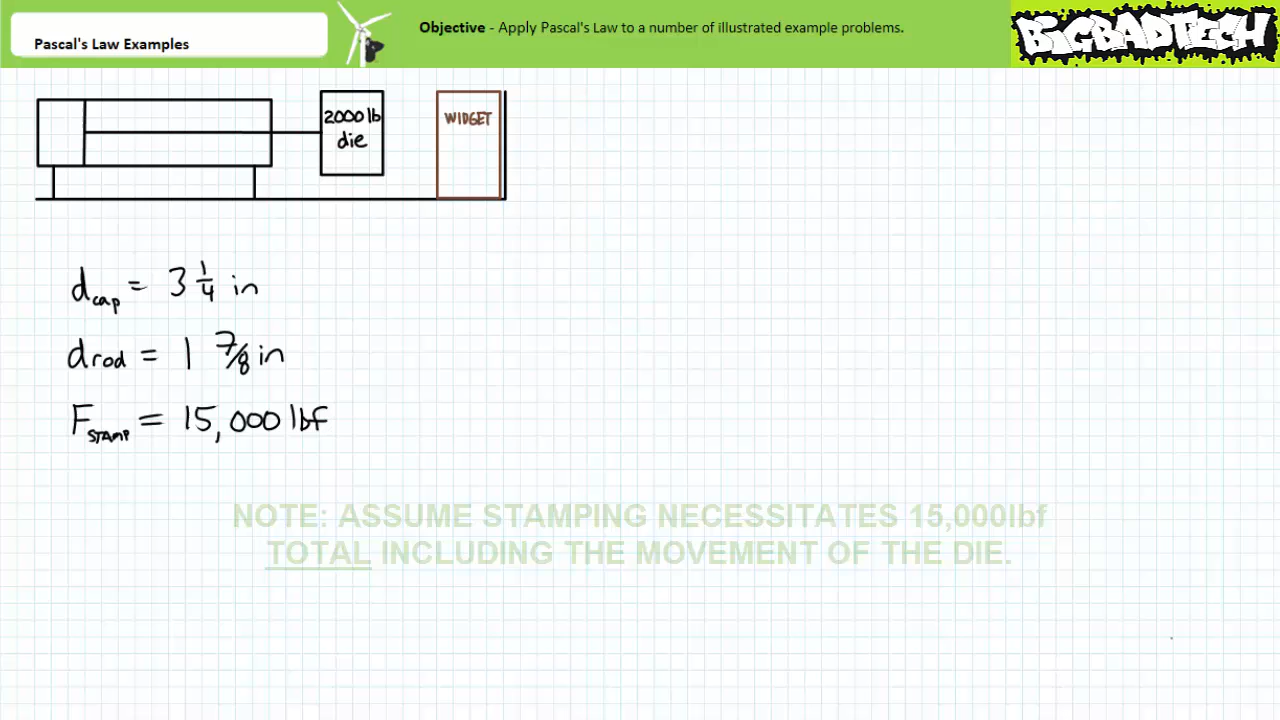 Pascal's Law Examples
Objective - Apply Pascal's Law to a number of illustrated example problems.
BIGBADTECH
2000 lb
die
WIDGET
dcap = 3 1/4 in
drod = 1 7/8 in
FSTAMP = 15,000 lbf
NOTE: ASSUME STAMPING NECESSITATES 15,000lbf
TOTAL INCLUDING THE MOVEMENT OF THE DIE.